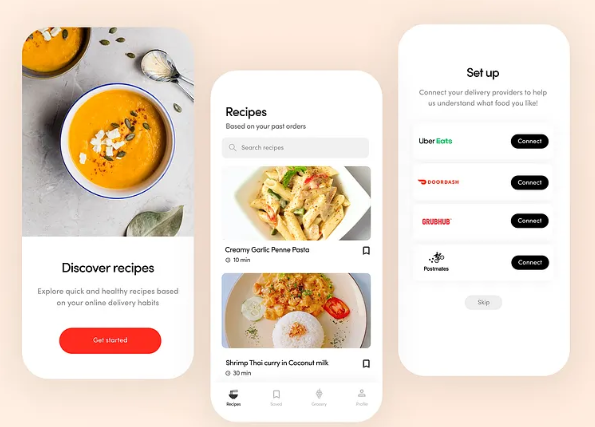 Discover recipes
Explore quick and healthy recipes based
on your online delivery habits
Get started
Recipes
Based on your past orders
Search recipes
Creamy Garlic Penne Pasta
10 min
Shrimp Thai curry in Coconut milk
30 min
Recipes
Saved
Grocery
Profile
Set up
Connect your delivery providers to help
us understand what food you like!
Uber Eats
Connect
DOORDASH
Connect
GRUBHUB
Connect
Postmates
Connect
Skip